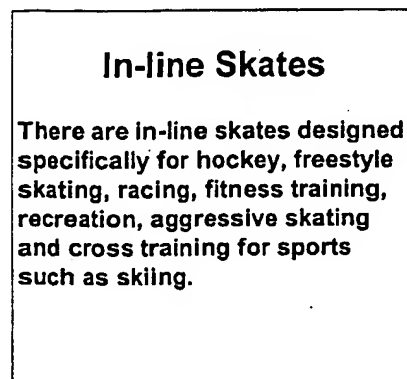 In-line Skates
There are in-line skates designed
specifically for hockey, freestyle
skating, racing, fitness training,
recreation, aggressive skating
and cross training for sports
such as skiing.